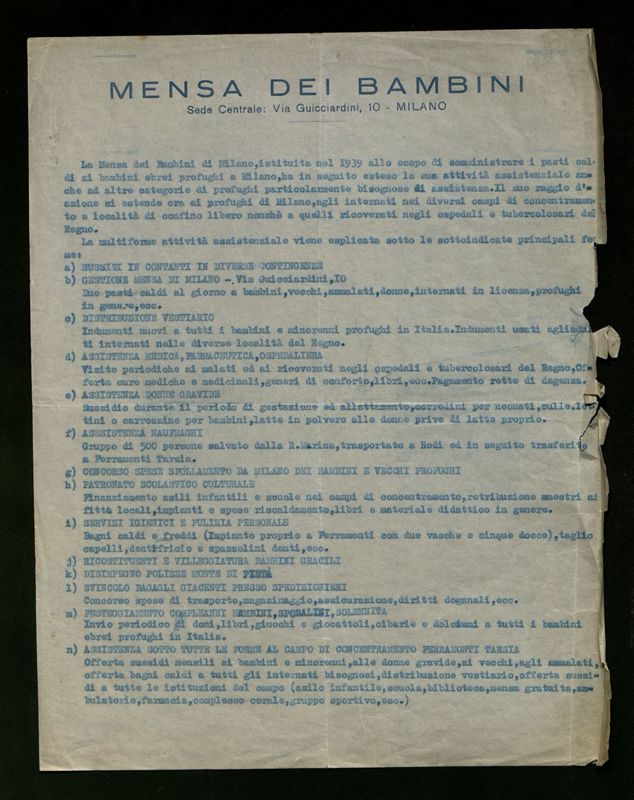 MENSA DEI BAMBINI
Sede Centrale: Via Guicciardini, 10 - MILANO
La Mensa dei Bambini di Milano,istituita nel 1939 allo scopo di somministrare i pasti cal-
di ai bambini ebrei profughi a Milano,ha in seguito esteso la sua attività assistenziale an-
che ad altre categorie di profughi particolarmente bisognose di assistenza.Il suo raggio d'a-
zione si estende ora ai profughi di Milano,agli internati nei diversi campi di concentramen-
to e località di confino libero nonchè a quelli ricoverati negli ospedali e tubercolosari del
Regno.
La multiforme attività assistenziale viene esplicata sotto le sottoindicate principali for
me:
a) SUSSIDI IN CONTANTI IN DIVERSE CONTINGENZE
b) GESTIONE MENSA DI MILANO -.Via Guicciardini,10
Due pasti caldi al giorno a bambini,vecchi,ammalati,donne,internati in licenza,profughi
in genere,ecc.
c) DISTRIBUZIONE VESTIARIO
Indumenti nuovi a tutti i bambini e minorenni profughi in Italia.Indumenti usati agliadul
ti internati nelle diverse località del Regno.
d) ASSISTENZA MEDICA,FARMACEUTICA,OSPEDALIERA
Visite periodiche ai malati ed ai ricoverati negli ospedali e tubercolosari del Regno,Of-
ferta cure mediche e medicinali,generi di conforto,libri,ecc.Pagamento rette di degenza.
e) ASSISTENZA DONNE GRAVIDE
Sussidio durante il periodo di gestazione ed allattamento,corredini per neonati,culle.let
tini e carrozzine per bambini,latte in polvere alle donne prive di latte proprio.
f) ASSSISTENZA NAUFRAGHI
Gruppo di 500 persone salvato dalla R.Marina,trasportato a Rodi ed in seguito trasferito
a Ferramonti Tarsia.
g) CONCORSO SPESE SFOLLAMENTO DA MILANO DEI BAMBINI E VECCHI PROFUGHI
h) PATRONATO SCOLASTICO CULTURALE
Finanziamento asili infantili e scuole nei campi di concentramento,retribuzione maestri ai
fitti locali,impianti e spese riscaldamento,libri e materiale didattico in genere.
i) SERVIZI IGIENICI E PULIZIA PERSONALE
Bagni caldi e freddi (Impianto proprio a Ferramonti con due vasche e cinque docce),taglio
capelli,dentifricio e spazzolini denti,ecc.
j) RICOSTITUENTI E VILLEGGIATURA BAMBINI GRACILI
k) DISIMPEGNO POLIZZE MONTE DI PIETÀ
l) SVINCOLO BAGAGLI GIACENTI PRESSO SPEDIZIONIERI
Concorso spese di trasporto,magazzinaggio,assicurazione,diritti doganali,ecc.
m) FESTEGGIAMENTO COMPLEANNI BAMBINI,SPOSALINI,SOLENNITA
Invio periodico di doni,libri,giuochi e giocattoli,cibarie e dolciumi a tutti i bambini
ebrei profughi in Italia.
n) ASSISTENZA SOTTO TUTTE LE FORME AL CAMPO DI CONCENTRAMENTO FERRAMONTI TARSIA
Offerta sussidi mensili ai bambini e minorenni,alle donne gravide,ai vecchi,agli ammalati,
offerta bagni caldi a tutti gli internati bisognosi,distribuzione vestiario,offerta sussi-
di a tutte le istituzioni del campo (asilo infantile,scuola,biblioteca,mensa gratuita,am-
bulatorio,farmacia,complesso corale,gruppo sportivo,ecc.)